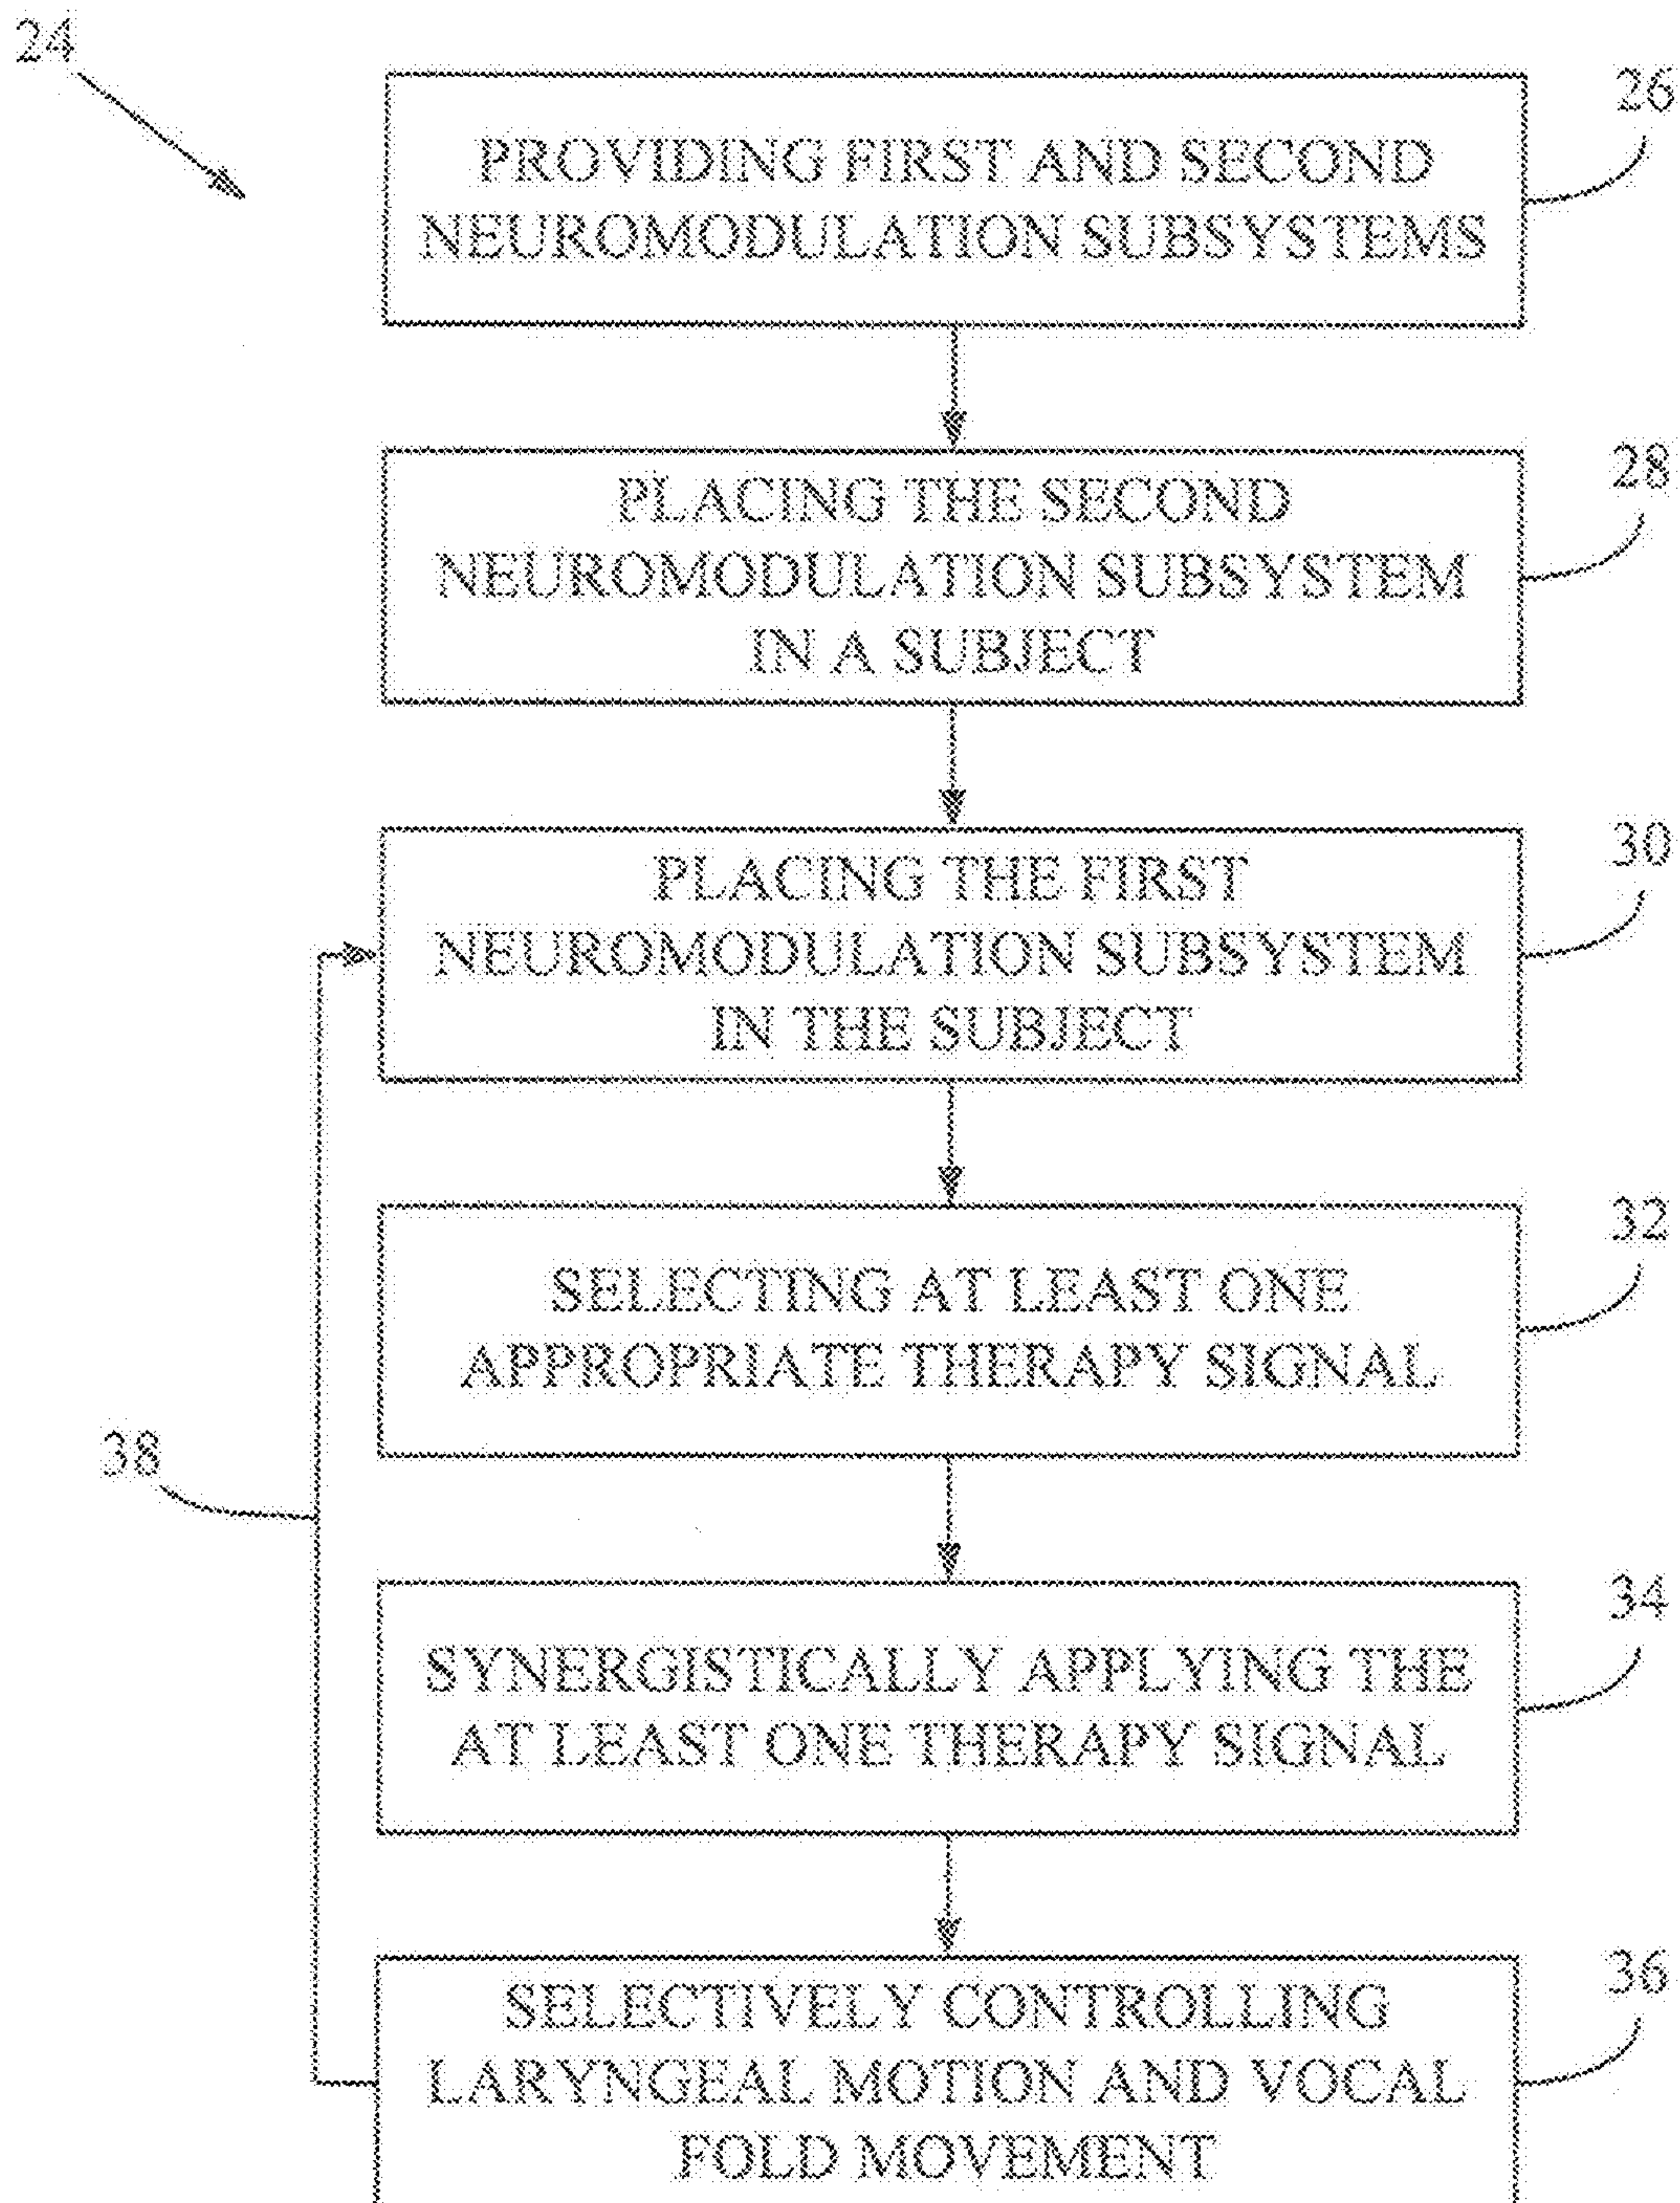 24
26
PROVIDING FIRST AND SECOND
NEUROMODULATION SUBSYSTEMS
28
PLACING THE SECOND
NEUROMODULATION SUBSYSTEM
IN A SUBJECT
30
PLACING THE FIRST
NEUROMODULATION SUBSYSTEM
IN THE SUBJECT
32
SELECTING AT LEAST ONE
APPROPRIATE THERAPY SIGNAL
38
34
SYNERGISTICALLY APPLYING THE
AT LEAST ONE THERAPY SIGNAL
36
SELECTIVELY CONTROLLING
LARYNGEAL MOTION AND VOCAL
FOLD MOVEMENT